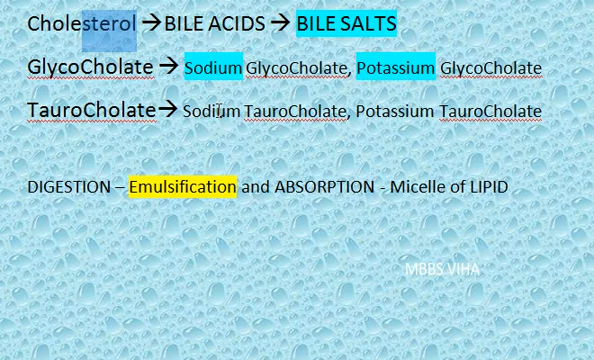 Cholesterol → BILE ACIDS → BILE SALTS
GlycoCholate → Sodium GlycoCholate, Potassium GlycoCholate
TauroCholate → Sodium TauroCholate, Potassium TauroCholate
DIGESTION – Emulsification and ABSORPTION - Micelle of LIPID
MBBS VIHA